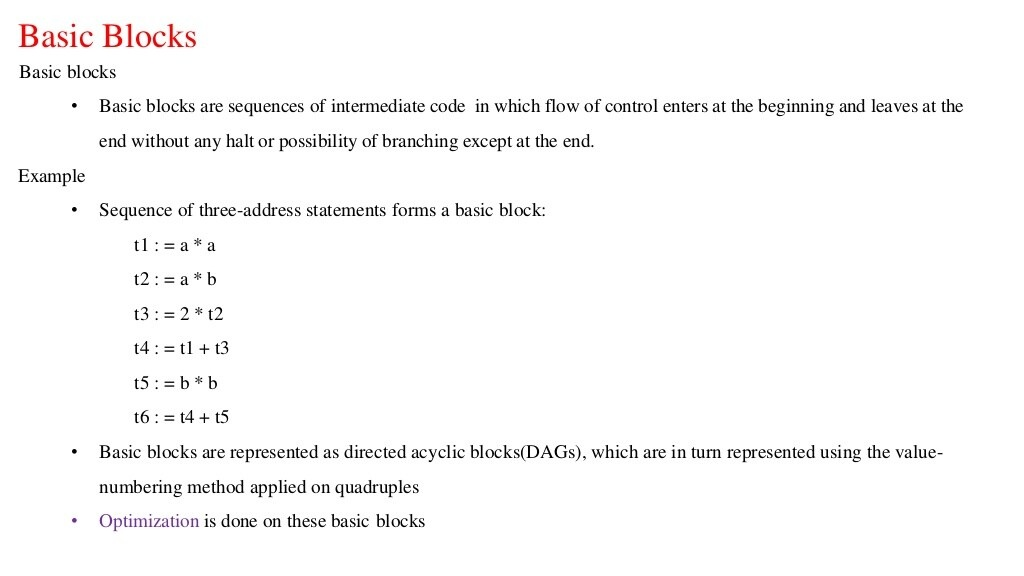 Basic Blocks
Basic blocks
• Basic blocks are sequences of intermediate code in which flow of control enters at the beginning and leaves at the
end without any halt or possibility of branching except at the end.
Example
• Sequence of three-address statements forms a basic block:
t1 : = a * a
t2 : = a * b
t3 : = 2 * t2
t4 : = t1 + t3
t5 : = b * b
t6 : = t4 + t5
• Basic blocks are represented as directed acyclic blocks(DAGs), which are in turn represented using the value-
numbering method applied on quadruples
• Optimization is done on these basic blocks